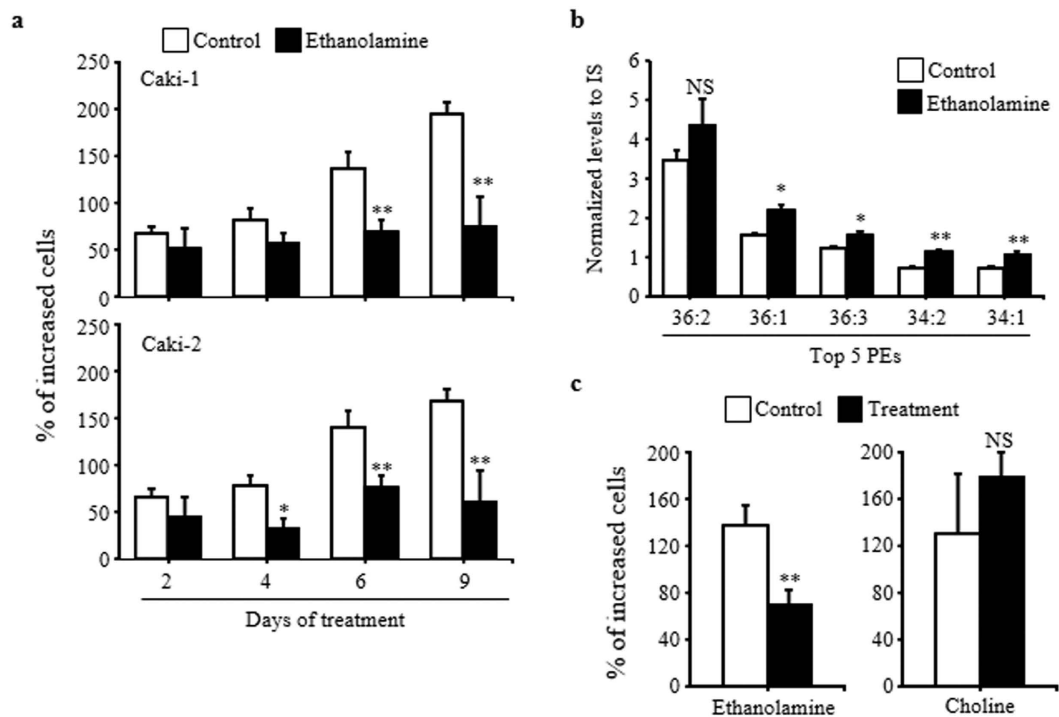 a
Control Ethanolamine
Caki-1
250
200
150
100
50
0
** **
Caki-2
250
200
150
100
50
0
* ** **
2 4 6 9
Days of treatment
% of increased cells
b
Control
Ethanolamine
6
5
4
3
2
1
0
Normalized levels to IS
NS * * ** **
36:2 36:1 36:3 34:2 34:1
Top 5 PEs
c
Control Treatment
200
160
120
80
40
0
% of increased cells
**
Ethanolamine
200
160
120
80
40
0
NS
Choline